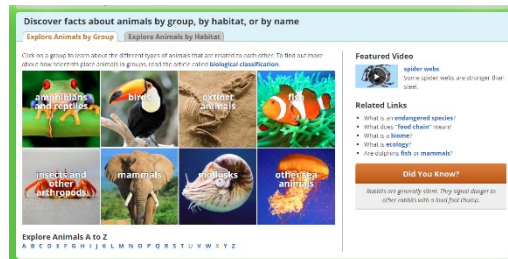 Discover facts about animals by group, by habitat, or by name
Explore Animals by Group
Explore Animals by Habitat
Click on a group to learn about the different types of animals that are related to each other. To find out more
about how scientists place animals in groups, read the article called biological classification.
amphibians
and reptiles
birds
extinct
animals
fish
insects and
other
arthropods
mammals
mollusks
other sea
animals
Explore Animals A to Z
A B C D E F G H I J K L M N O P Q R S T U V W X Y Z
Featured Video
spider webs
Some spider webs are stronger than
steel.
Related Links
• What is an endangered species?
• What does "food chain" mean?
• What is a biome?
• What is ecology?
• Are dolphins fish or mammals?
Did You Know?
Rabbits are generally silent. They signal danger to
other rabbits with a loud foot thump.